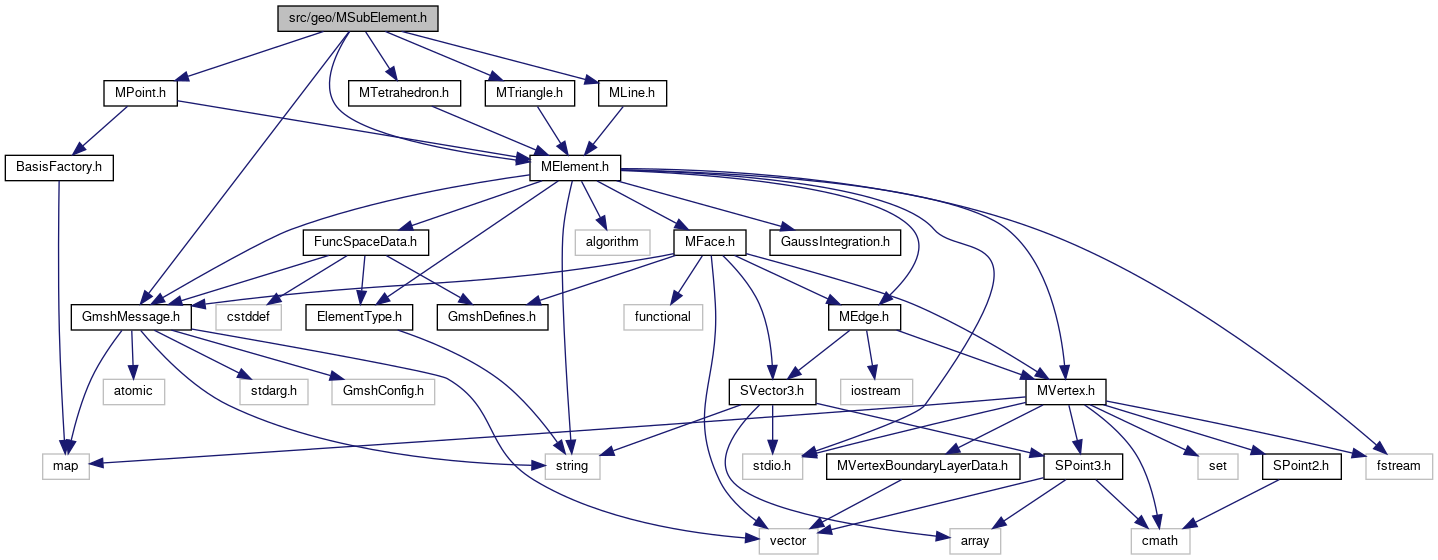 src/geo/MSubElement.h
MPoint.h
MTetrahedron.h
MTriangle.h
MLine.h
BasisFactory.h
MElement.h
FuncSpaceData.h
algorithm
MFace.h
GaussIntegration.h
GmshMessage.h
cstddef
ElementType.h
GmshDefines.h
functional
MEdge.h
atomic
stdarg.h
GmshConfig.h
SVector3.h
iostream
MVertex.h
map
string
stdio.h
MVertexBoundaryLayerData.h
SPoint3.h
set
SPoint2.h
fstream
vector
array
cmath